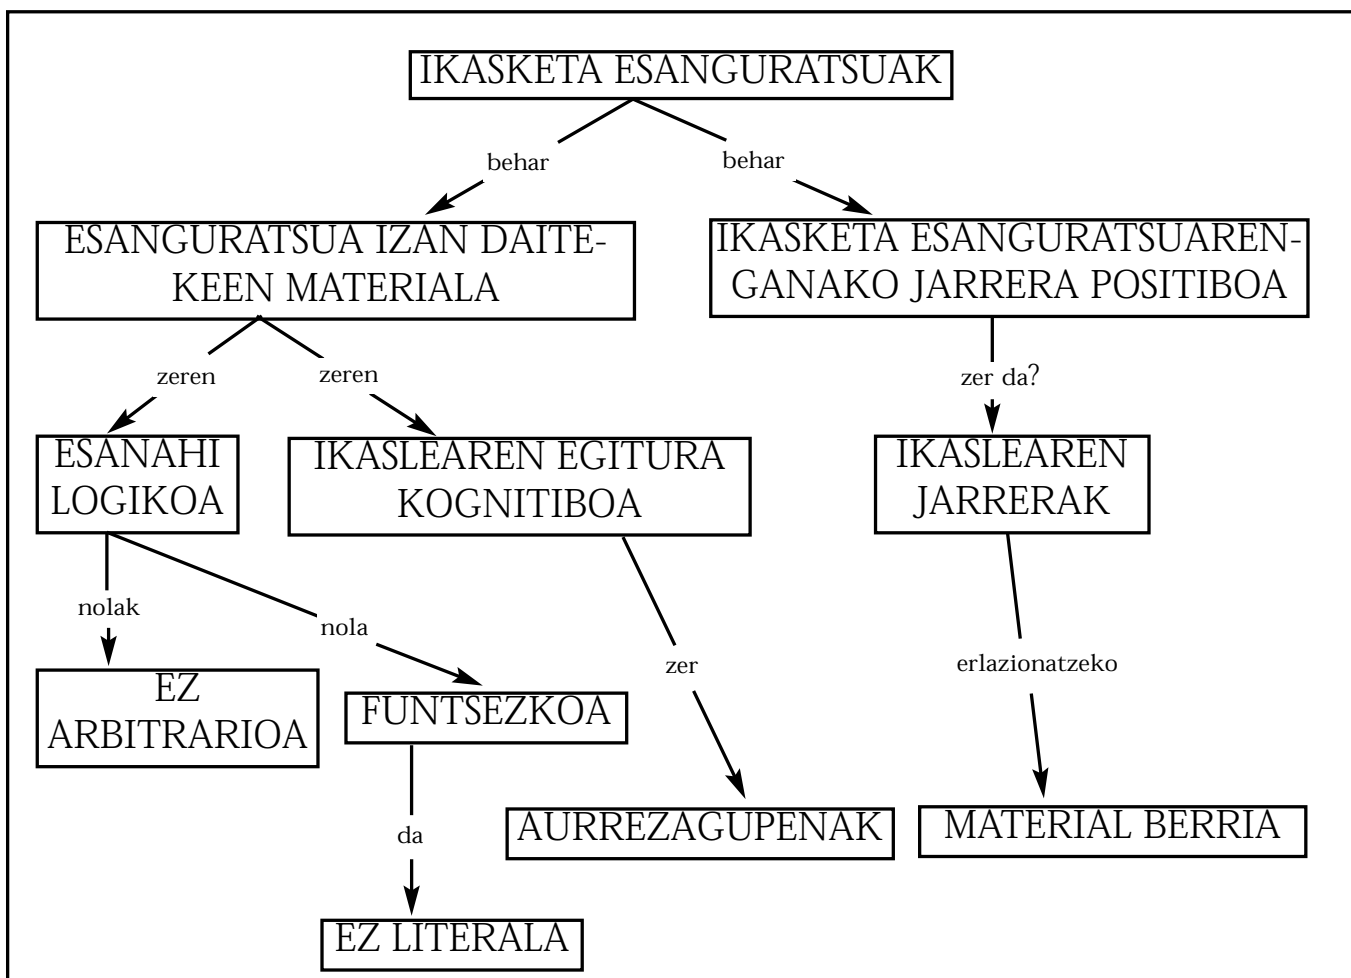 IKASKETA ESANGURATSUAK
behar
behar
ESANGURATSUA IZAN DAITE-
KEEN MATERIALA
IKASKETA ESANGURATSUAREN-
GANAKO JARRERA POSITIBOA
zeren
zeren
zer da?
ESANAHI
LOGIKOA
IKASLEAREN EGITURA
KOGNITIBOA
IKASLEAREN
JARRERAK
nolak
nola
zer
erlazionatzeko
EZ
ARBITRARIOA
FUNTSEZKOA
da
AURREZAGUPENAK
MATERIAL BERRIA
EZ LITERALA